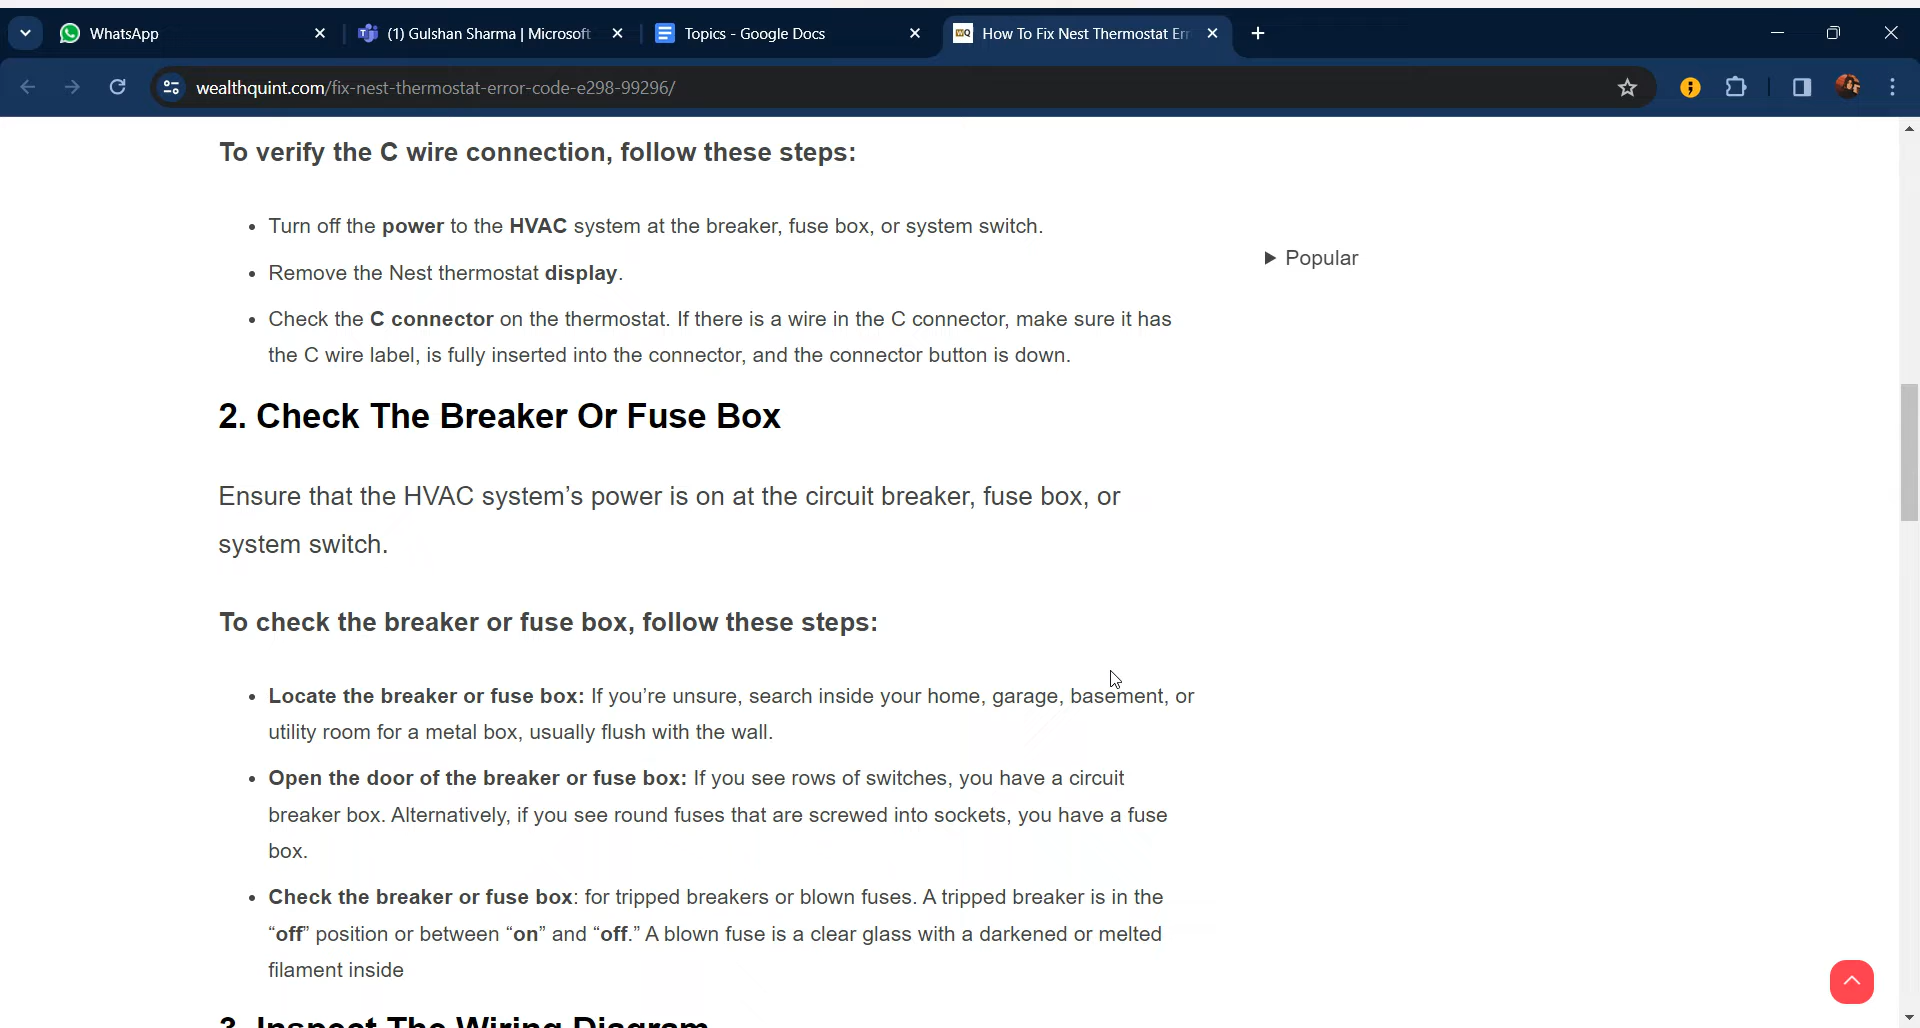 WhatsApp
(1) Gulshan Sharma | Microsoft
Topics - Google Docs
How To Fix Nest Thermostat Err
wealthquint.com/fix-nest-thermostat-error-code-e298-99296/
To verify the C wire connection, follow these steps:
• Turn off the power to the HVAC system at the breaker, fuse box, or system switch.
• Remove the Nest thermostat display.
▶ Popular
• Check the C connector on the thermostat. If there is a wire in the C connector, make sure it has
the C wire label, is fully inserted into the connector, and the connector button is down.
2. Check The Breaker Or Fuse Box
Ensure that the HVAC system’s power is on at the circuit breaker, fuse box, or
system switch.
To check the breaker or fuse box, follow these steps:
• Locate the breaker or fuse box: If you’re unsure, search inside your home, garage, basement, or
utility room for a metal box, usually flush with the wall.
• Open the door of the breaker or fuse box: If you see rows of switches, you have a circuit
breaker box. Alternatively, if you see round fuses that are screwed into sockets, you have a fuse
box.
• Check the breaker or fuse box: for tripped breakers or blown fuses. A tripped breaker is in the
“off” position or between “on” and “off.” A blown fuse is a clear glass with a darkened or melted
filament inside
3. Inspect The Wiring Diagram